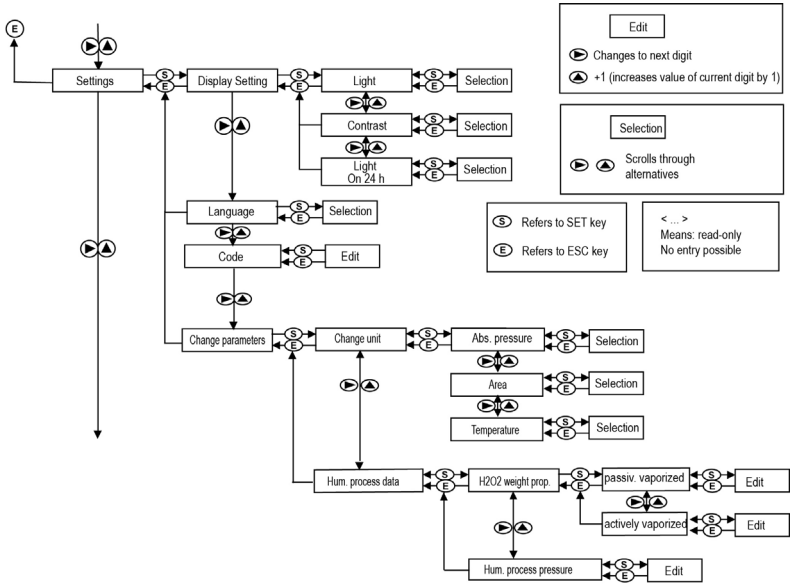 E
Edit
Changes to next digit
+1 (increases value of current digit by 1)
Settings
S
E
Display Setting
S
E
Light
S
E
Selection
Contrast
S
E
Selection
Light
On 24 h
S
E
Selection
Selection
Scrolls through
alternatives
Language
S
E
Selection
S Refers to SET key
E Refers to ESC key
< ... >
Means: read-only
No entry possible
Code
S
E
Edit
Change parameters
S
E
Change unit
S
E
Abs. pressure
S
E
Selection
Area
S
E
Selection
Temperature
S
E
Selection
Hum. process data
S
E
H2O2 weight prop.
S
E
passiv. vaporized
S
E
Edit
actively vaporized
S
E
Edit
Hum. process pressure
S
E
Edit